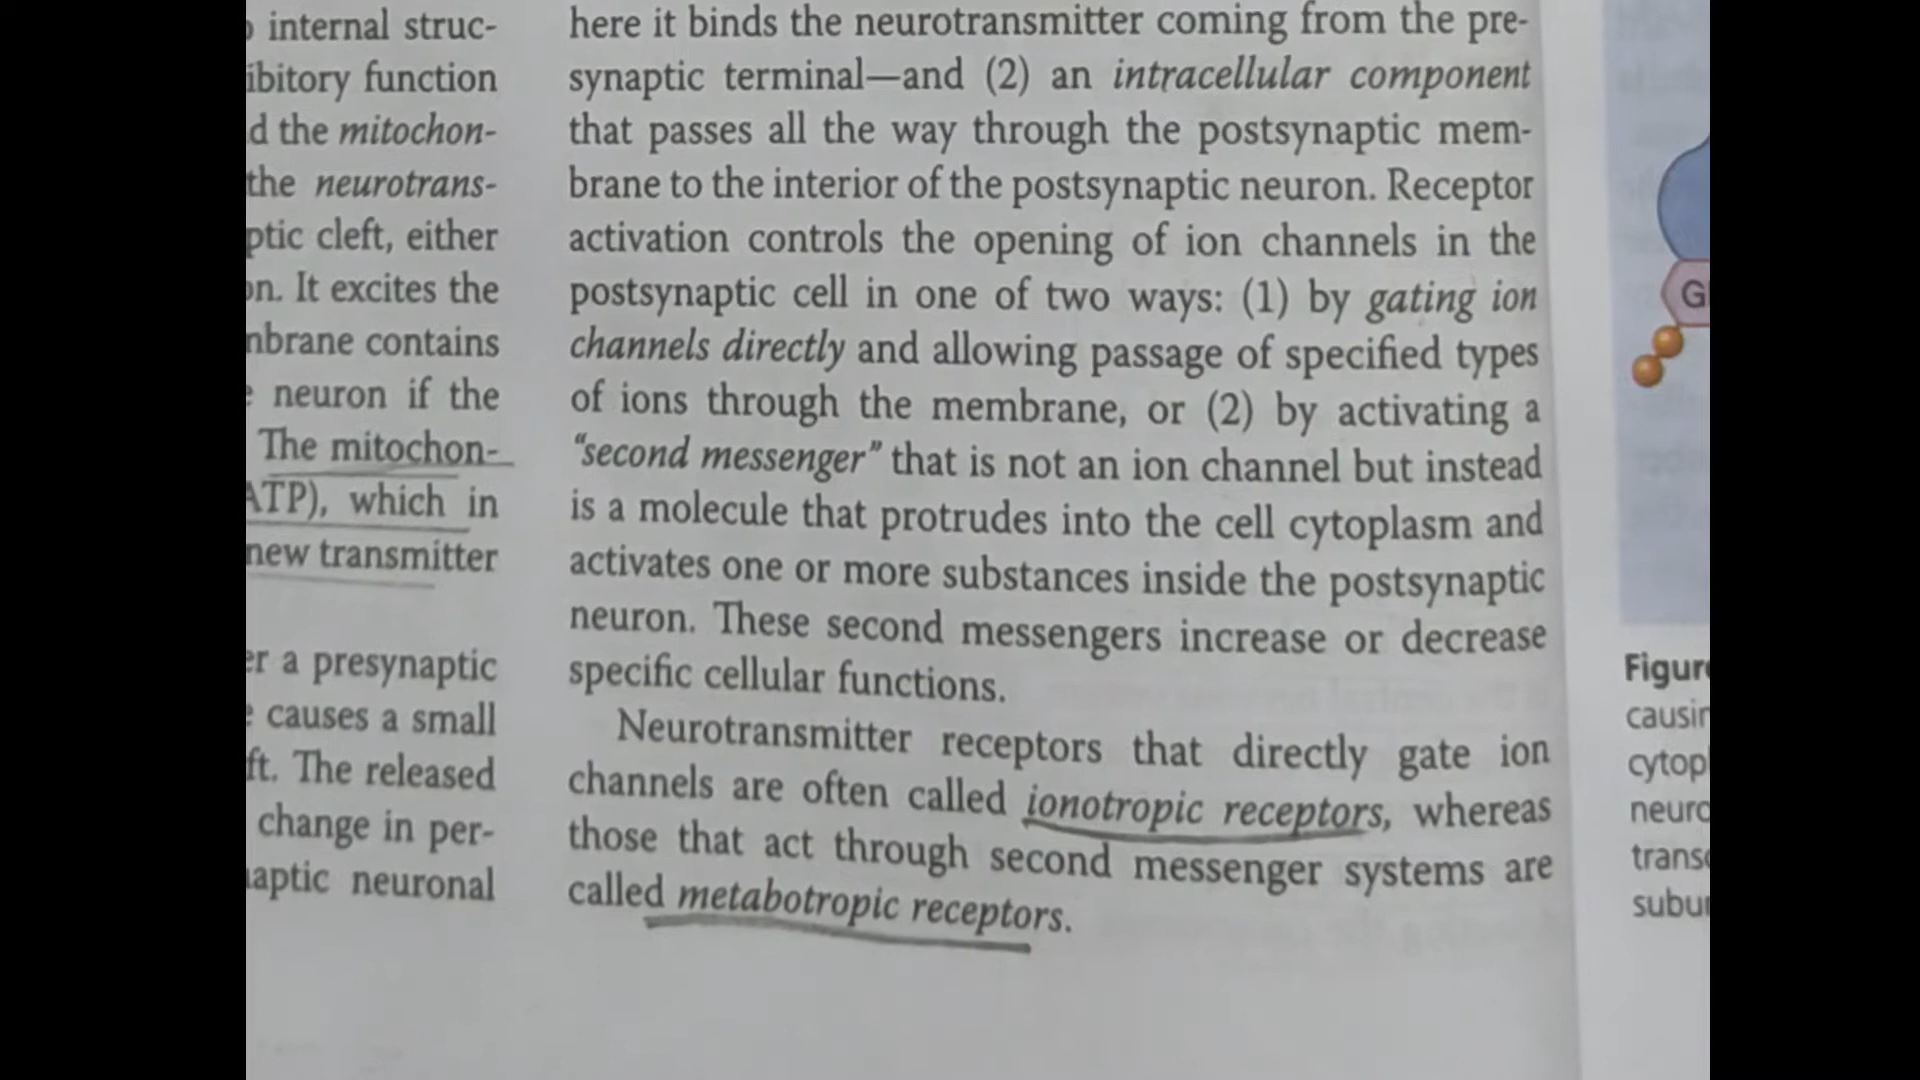 internal struc-
function
d the mitochon-
the neurotrans-
cleft, either
It excites the
contains
neuron if the
The mitochon-
ATP), which in
new transmitter
a presynaptic
causes a small
The released
change in per-
neuronal
here it binds the neurotransmitter coming from the pre-
synaptic terminal—and (2) an intracellular component
that passes all the way through the postsynaptic mem-
brane to the interior of the postsynaptic neuron. Receptor
activation controls the opening of ion channels in the
postsynaptic cell in one of two ways: (1) by gating ion
channels directly and allowing passage of specified types
of ions through the membrane, or (2) by activating a
“second messenger” that is not an ion channel but instead
is a molecule that protrudes into the cell cytoplasm and
activates one or more substances inside the postsynaptic
neuron. These second messengers increase or decrease
specific cellular functions.
Neurotransmitter receptors that directly gate ion
channels are often called ionotropic receptors, whereas
those that act through second messenger systems are
called metabotropic receptors.
G
Figur
causin
cytop
neuro
trans
subu